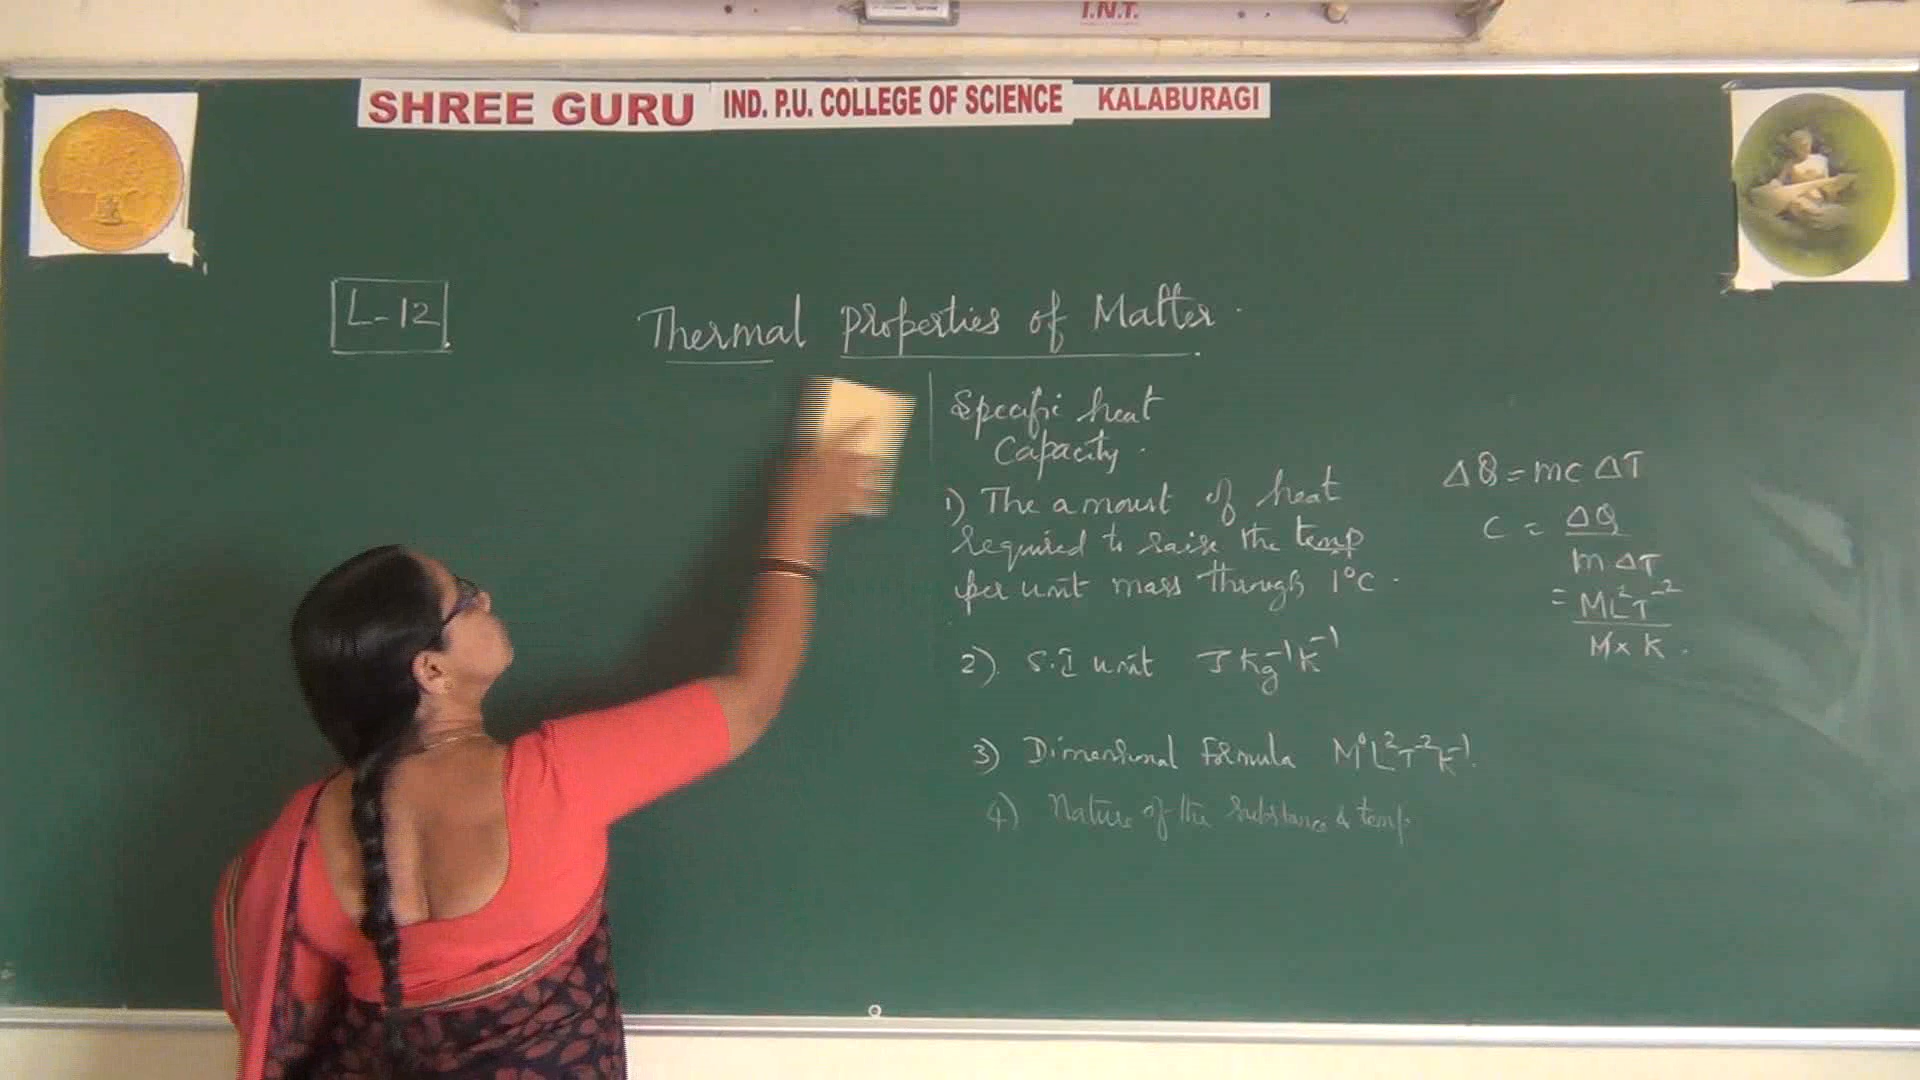 I.N.T.
SHREE GURU IND. P.U. COLLEGE OF SCIENCE KALABURAGI
L-12
Thermal properties of Matter.
Specific heat
Capacity.
1) The amount of heat
required to raise the temp
per unit mass through 1°C.
2). S.I unit J Kg⁻¹ K⁻¹
3) Dimensional formula M⁰L²T⁻²K⁻¹.
4) Nature of the substance & temp.
ΔQ = mc ΔT
C = ΔQ
m ΔT
= ML²T⁻²
M × K.